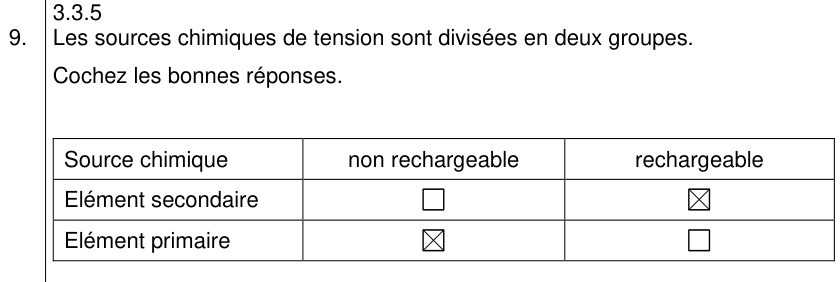 3.3.5
9. Les sources chimiques de tension sont divisées en deux groupes.
Cochez les bonnes réponses.
Source chimique non rechargeable rechargeable
Elément secondaire ☐ ☒
Elément primaire ☒ ☐